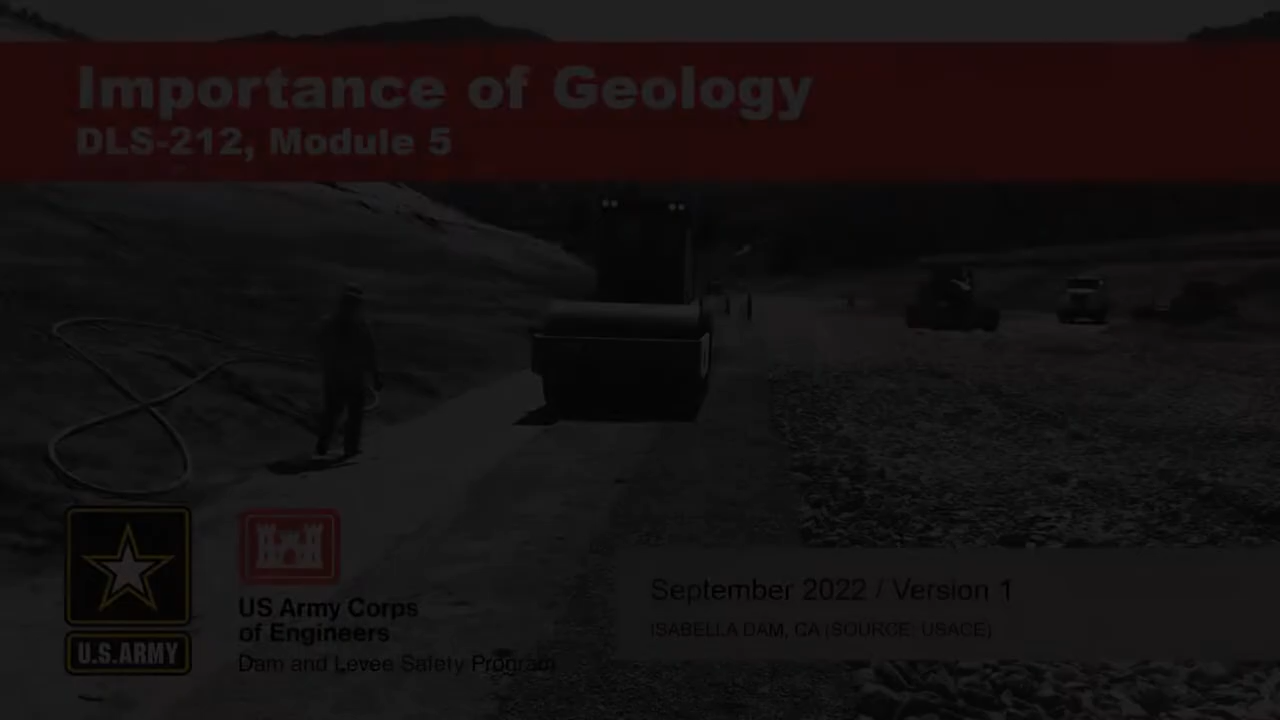 Importance of Geology
DLS-212, Module 5
U.S.ARMY
US Army Corps
of Engineers
Dam and Levee Safety Program
September 2022 / Version 1
ISABELLA DAM, CA (SOURCE: USACE)